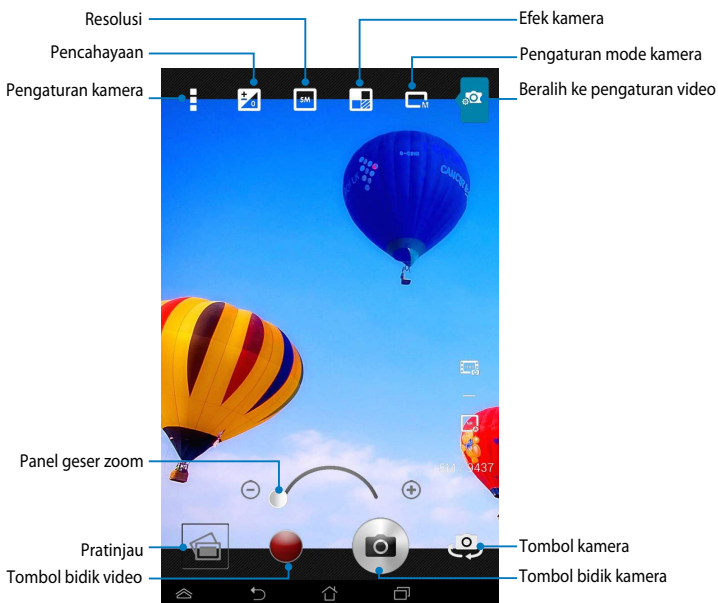 Resolusi
Efek kamera
Pencahayaan
Pengaturan mode kamera
Pengaturan kamera
Beralih ke pengaturan video
5M
M
Panel geser zoom
Pratinjau
Tombol kamera
Tombol bidik video
Tombol bidik kamera